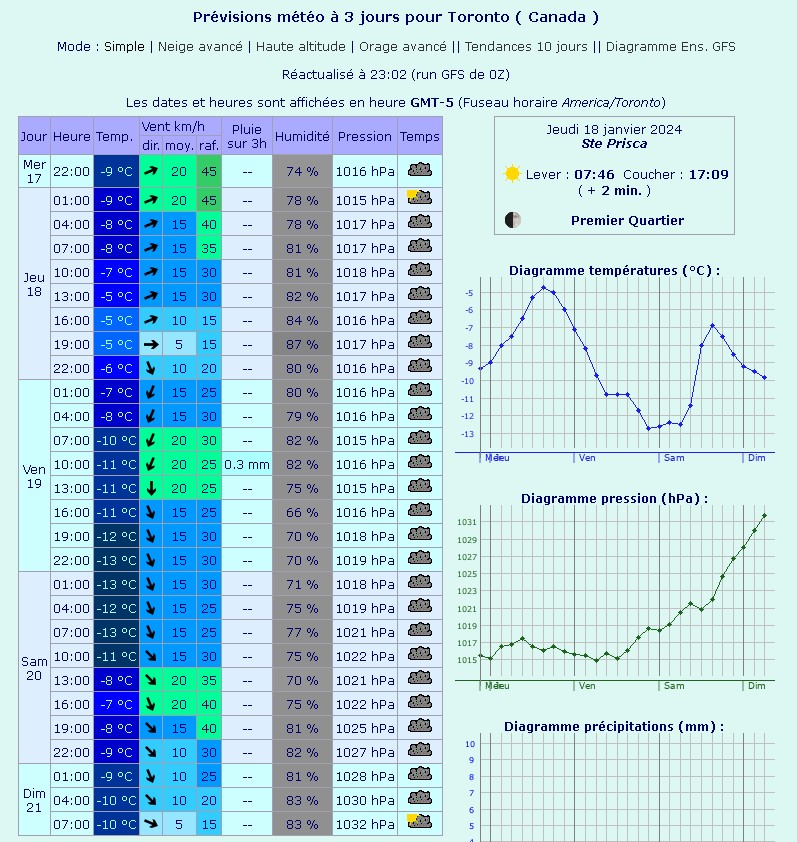 Prévisions météo à 3 jours pour Toronto ( Canada )
Mode : Simple | Neige avancé | Haute altitude | Orage avancé || Tendances 10 jours || Diagramme Ens. GFS
Réactualisé à 23:02 (run GFS de 0Z)
Les dates et heures sont affichées en heure GMT-5 (Fuseau horaire America/Toronto)
Jour Heure Temp. Vent km/h Pluie sur 3h Humidité Pression Temps
dir. moy. raf.
Mer 17 22:00 -9 °C 20 45 -- 74 % 1016 hPa
Jeu 18 01:00 -9 °C 20 45 -- 78 % 1015 hPa
04:00 -8 °C 15 40 -- 78 % 1017 hPa
07:00 -8 °C 15 35 -- 81 % 1017 hPa
10:00 -7 °C 15 30 -- 81 % 1018 hPa
13:00 -5 °C 15 30 -- 82 % 1017 hPa
16:00 -5 °C 10 15 -- 84 % 1016 hPa
19:00 -5 °C 5 15 -- 87 % 1017 hPa
22:00 -6 °C 10 20 -- 80 % 1016 hPa
Ven 19 01:00 -7 °C 15 25 -- 80 % 1016 hPa
04:00 -8 °C 15 30 -- 79 % 1016 hPa
07:00 -10 °C 20 30 -- 82 % 1015 hPa
10:00 -11 °C 20 25 0.3 mm 82 % 1016 hPa
13:00 -11 °C 20 25 -- 75 % 1015 hPa
16:00 -11 °C 15 25 -- 66 % 1016 hPa
19:00 -12 °C 15 25 -- 70 % 1018 hPa
22:00 -13 °C 15 25 -- 70 % 1019 hPa
Sam 20 01:00 -13 °C 15 25 -- 71 % 1018 hPa
04:00 -12 °C 15 25 -- 75 % 1019 hPa
07:00 -13 °C 15 25 -- 77 % 1021 hPa
10:00 -11 °C 15 30 -- 75 % 1022 hPa
13:00 -8 °C 20 35 -- 70 % 1021 hPa
16:00 -7 °C 20 40 -- 75 % 1022 hPa
19:00 -8 °C 15 40 -- 81 % 1025 hPa
22:00 -9 °C 10 30 -- 82 % 1027 hPa
Dim 21 01:00 -9 °C 10 25 -- 81 % 1028 hPa
04:00 -10 °C 10 20 -- 83 % 1030 hPa
07:00 -10 °C 5 15 -- 83 % 1032 hPa
Jeudi 18 janvier 2024
Ste Prisca
Lever : 07:46 Coucher : 17:09
( + 2 min. )
Premier Quartier
Diagramme températures (°C) :
-5
-6
-7
-8
-9
-10
-11
-12
-13
Mer Jeu Ven Sam Dim
Diagramme pression (hPa) :
1031
1029
1027
1025
1023
1021
1019
1017
1015
Mer Jeu Ven Sam Dim
Diagramme précipitations (mm) :
10
9
8
7
6
5
4